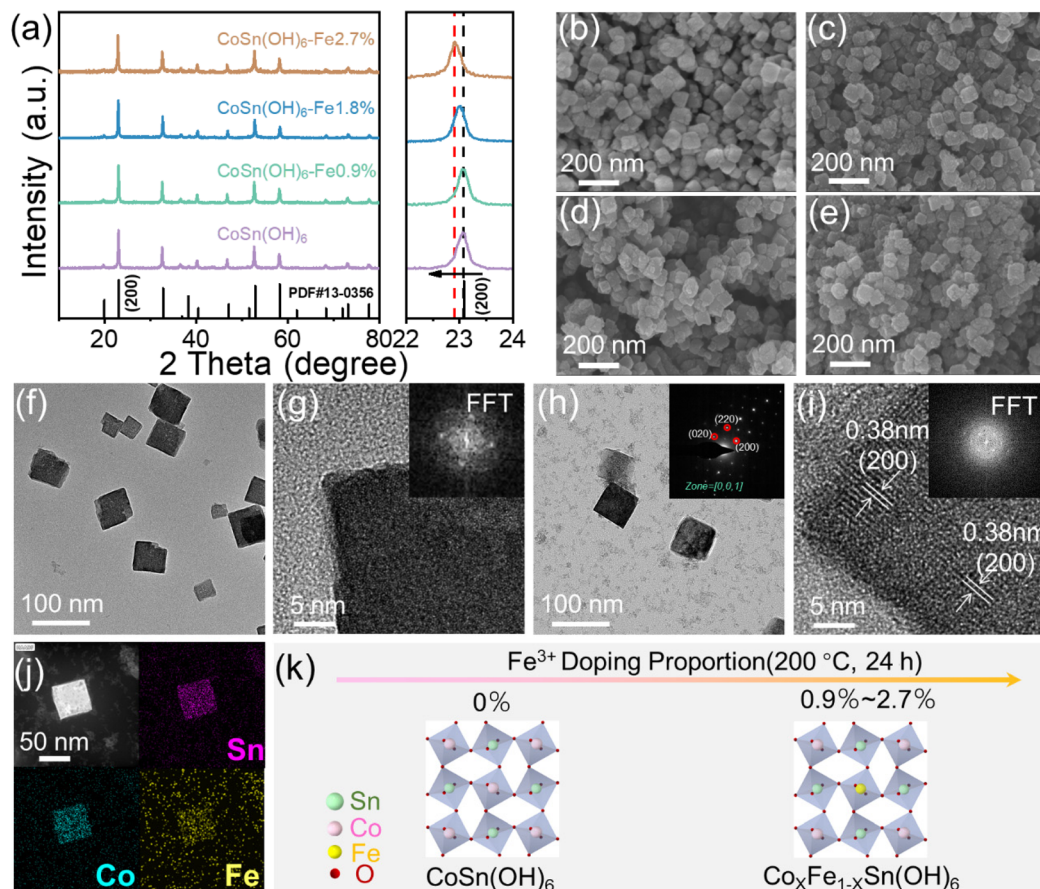 (a)
Intensity (a.u.)
CoSn(OH)₆-Fe2.7%
CoSn(OH)₆-Fe1.8%
CoSn(OH)₆-Fe0.9%
CoSn(OH)₆
(200)
PDF#13-0356
(200)
20 40 60 80
22 23 24
2 Theta (degree)
(b)
200 nm
(c)
200 nm
(d)
200 nm
(e)
200 nm
(f)
100 nm
(g)
FFT
5 nm
(h)
(220)
(020)
(200)
Zone=[0,0,1]
100 nm
(i)
FFT
0.38nm
(200)
0.38nm
(200)
5 nm
(j)
50 nm
Sn
Co
Fe
(k)
Fe³⁺ Doping Proportion(200 °C, 24 h)
0%
0.9%~2.7%
Sn
Co
Fe
O
CoSn(OH)₆
CoₓFe₁₋ₓSn(OH)₆